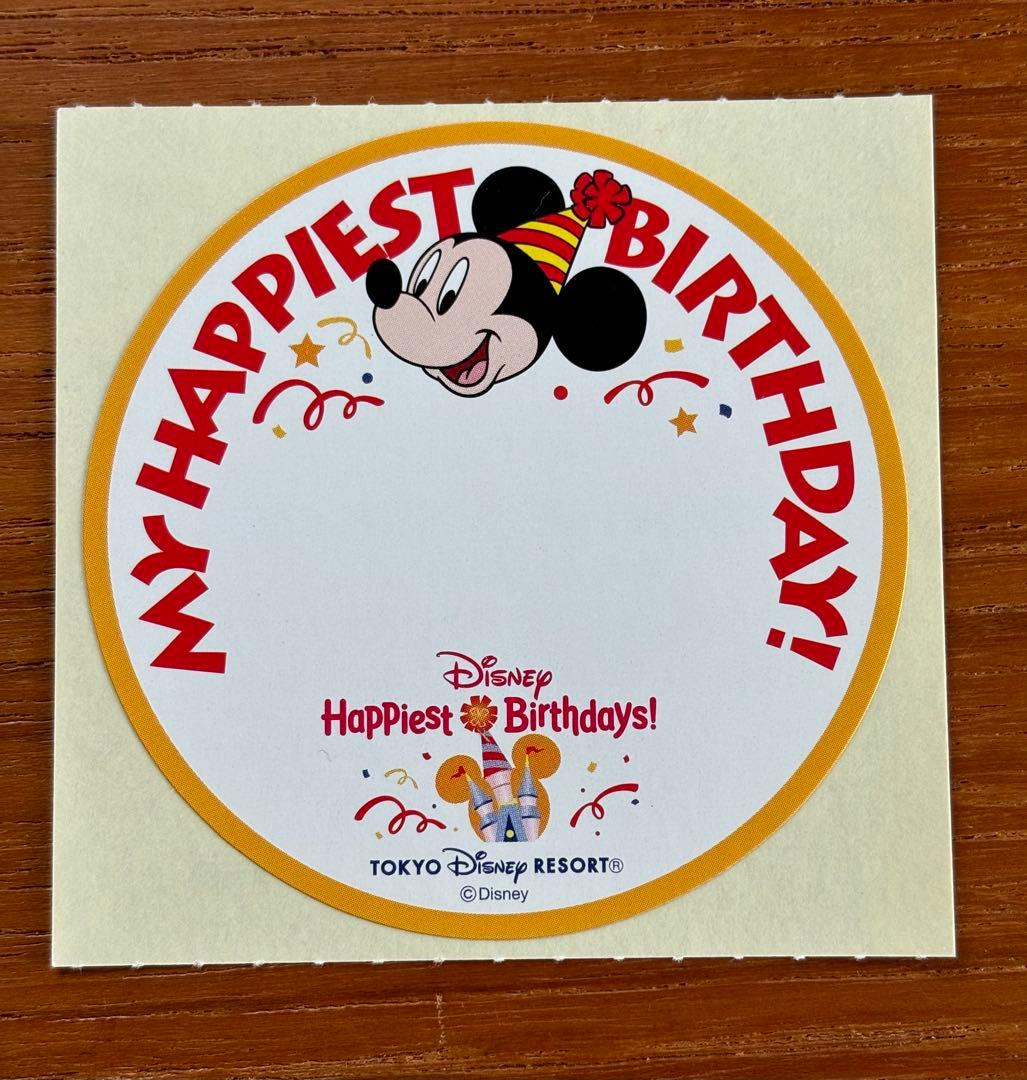 MY HAPPIEST BIRTHDAY!
Disney
Happiest Birthdays!
TOKYO Disney RESORT®
©Disney